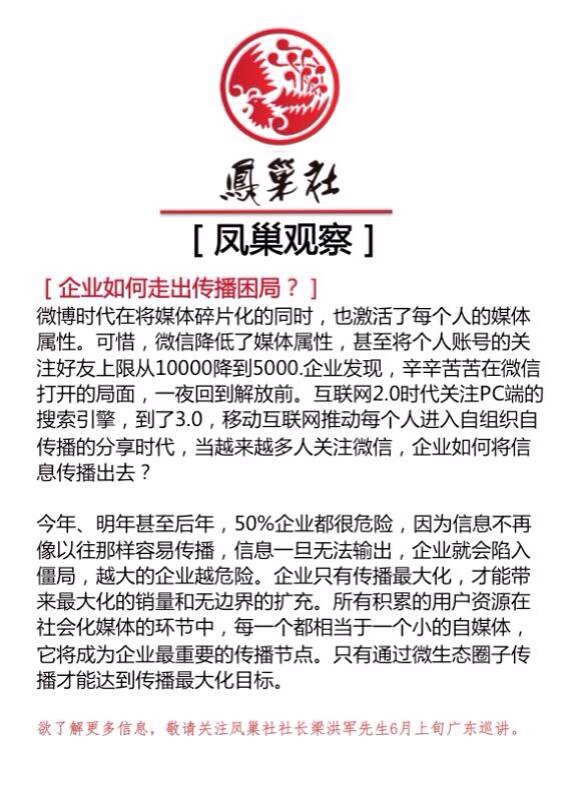 鳳巢社
[ 凤巢观察 ]
[ 企业如何走出传播困局？ ]
微博时代在将媒体碎片化的同时，也激活了每个人的媒体
属性。可惜，微信降低了媒体属性，甚至将个人账号的关
注好友上限从10000降到5000.企业发现，辛辛苦苦在微信
打开的局面，一夜回到解放前。互联网2.0时代关注PC端的
搜索引擎，到了3.0，移动互联网推动每个人进入自组织自
传播的分享时代，当越来越多人关注微信，企业如何将信
息传播出去？
今年、明年甚至后年，50%企业都很危险，因为信息不再
像以往那样容易传播，信息一旦无法输出，企业就会陷入
僵局，越大的企业越危险。企业只有传播最大化，才能带
来最大化的销量和无边界的扩充。所有积累的用户资源在
社会化媒体的环节中，每一个都相当于一个小的自媒体，
它将成为企业最重要的传播节点。只有通过微生态圈子传
播才能达到传播最大化目标。
欲了解更多信息，敬请关注凤巢社社长梁洪军先生6月上旬广东巡讲。